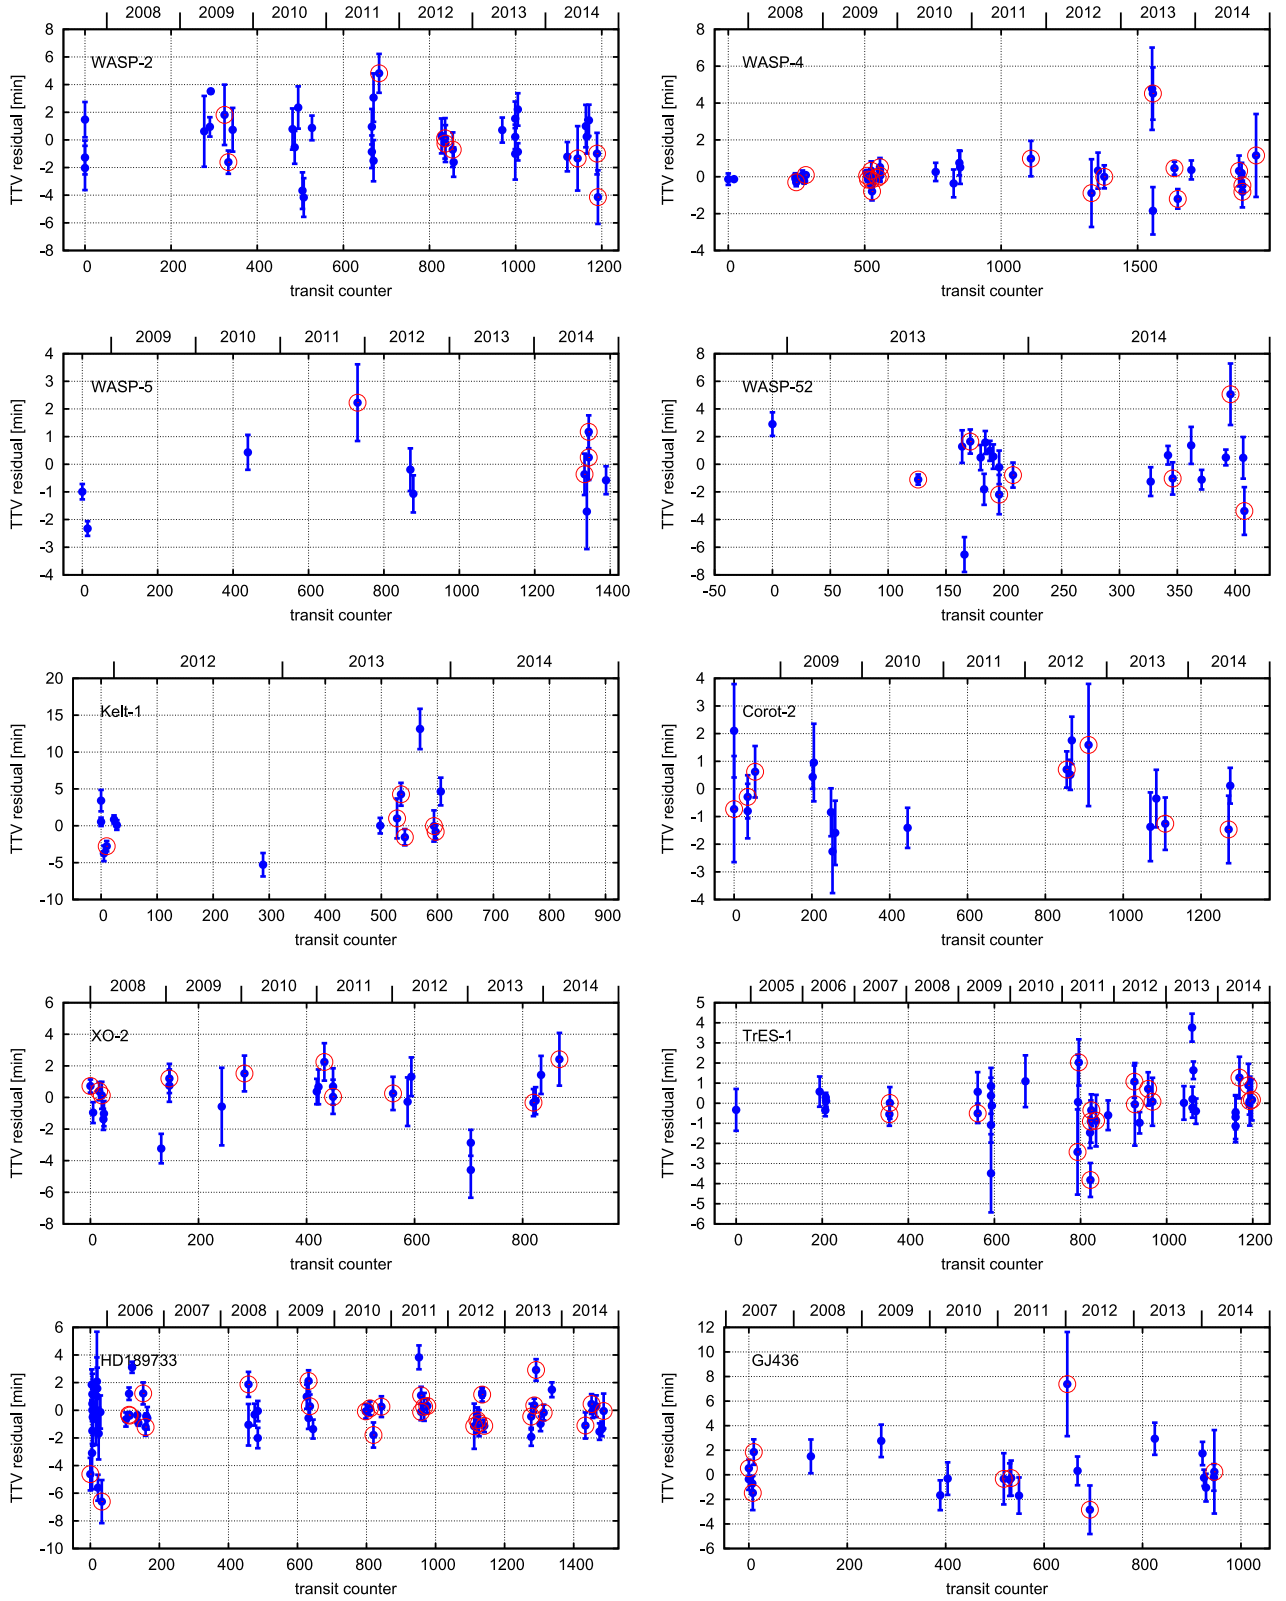 2008 2009 2010 2011 2012 2013 2014
WASP-2
TTV residual [min]
8 6 4 2 0 -2 -4 -6 -8
0 200 400 600 800 1000 1200
transit counter
2008 2009 2010 2011 2012 2013 2014
WASP-4
TTV residual [min]
8 6 4 2 0 -2 -4
0 500 1000 1500
transit counter
2009 2010 2011 2012 2013 2014
WASP-5
TTV residual [min]
4 3 2 1 0 -1 -2 -3 -4
0 200 400 600 800 1000 1200 1400
transit counter
2013 2014
WASP-52
TTV residual [min]
8 6 4 2 0 -2 -4 -6 -8
-50 0 50 100 150 200 250 300 350 400
transit counter
2012 2013 2014
Kelt-1
TTV residual [min]
20 15 10 5 0 -5 -10
0 100 200 300 400 500 600 700 800 900
transit counter
2009 2010 2011 2012 2013 2014
Corot-2
TTV residual [min]
4 3 2 1 0 -1 -2 -3 -4
0 200 400 600 800 1000 1200
transit counter
2008 2009 2010 2011 2012 2013 2014
XO-2
TTV residual [min]
6 4 2 0 -2 -4 -6 -8
0 200 400 600 800
transit counter
2005 2006 2007 2008 2009 2010 2011 2012 2013 2014
TrES-1
TTV residual [min]
5 4 3 2 1 0 -1 -2 -3 -4 -5 -6
0 200 400 600 800 1000 1200
transit counter
2006 2007 2008 2009 2010 2011 2012 2013 2014
HD189733
TTV residual [min]
6 4 2 0 -2 -4 -6 -8 -10
0 200 400 600 800 1000 1200 1400
transit counter
2007 2008 2009 2010 2011 2012 2013 2014
GJ436
TTV residual [min]
12 10 8 6 4 2 0 -2 -4 -6
0 200 400 600 800 1000
transit counter